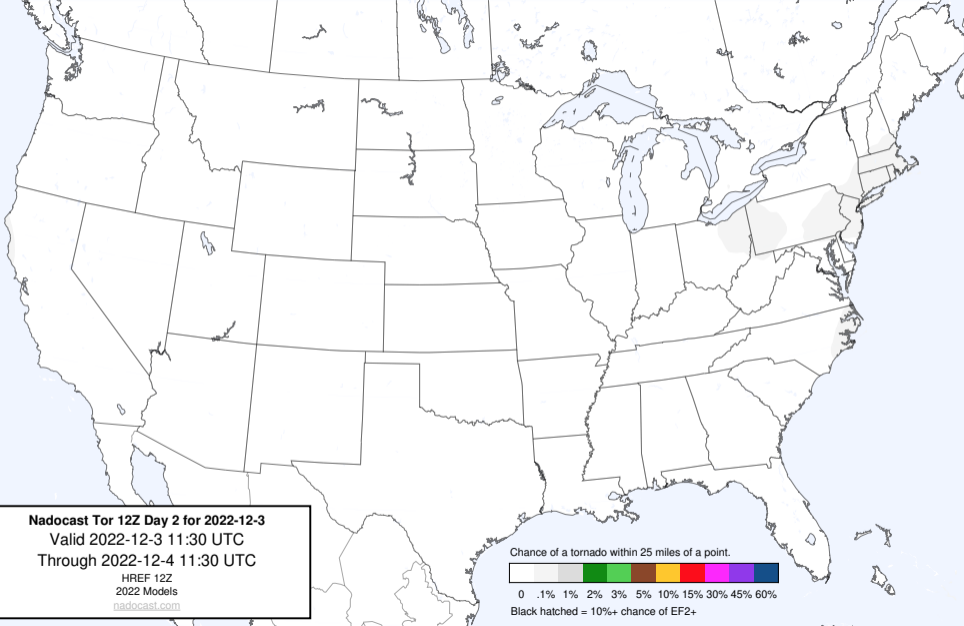 Nadocast Tor 12Z Day 2 for 2022-12-3
Valid 2022-12-3 11:30 UTC
Through 2022-12-4 11:30 UTC
HREF 12Z
2022 Models
nadocast.com
Chance of a tornado within 25 miles of a point.
0 .1% 1% 2% 3% 5% 10% 15% 30% 45% 60%
Black hatched = 10%+ chance of EF2+